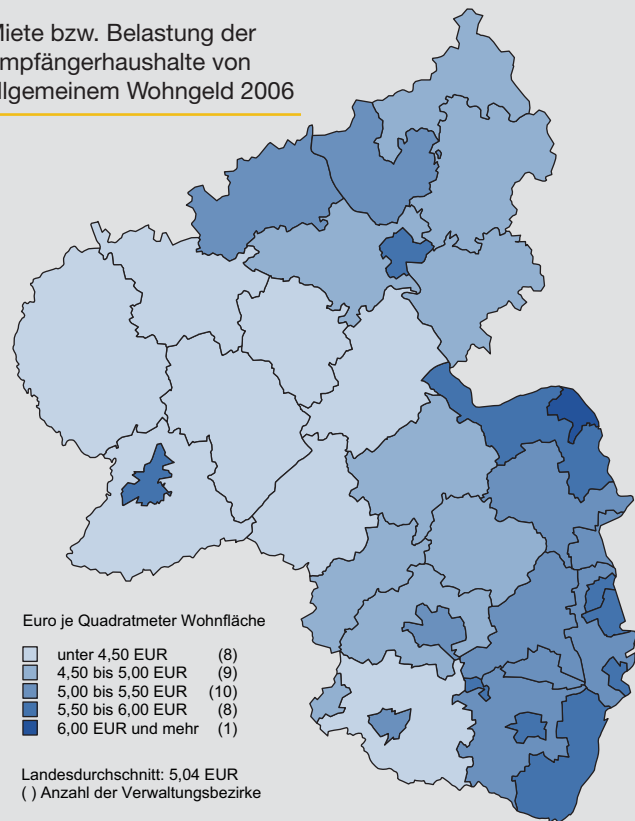 Miete bzw. Belastung der
mpfängerhaushalte von
llgemeinem Wohngeld 2006
Euro je Quadratmeter Wohnfläche
unter 4,50 EUR (8)
4,50 bis 5,00 EUR (9)
5,00 bis 5,50 EUR (10)
5,50 bis 6,00 EUR (8)
6,00 EUR und mehr (1)
Landesdurchschnitt: 5,04 EUR
( ) Anzahl der Verwaltungsbezirke